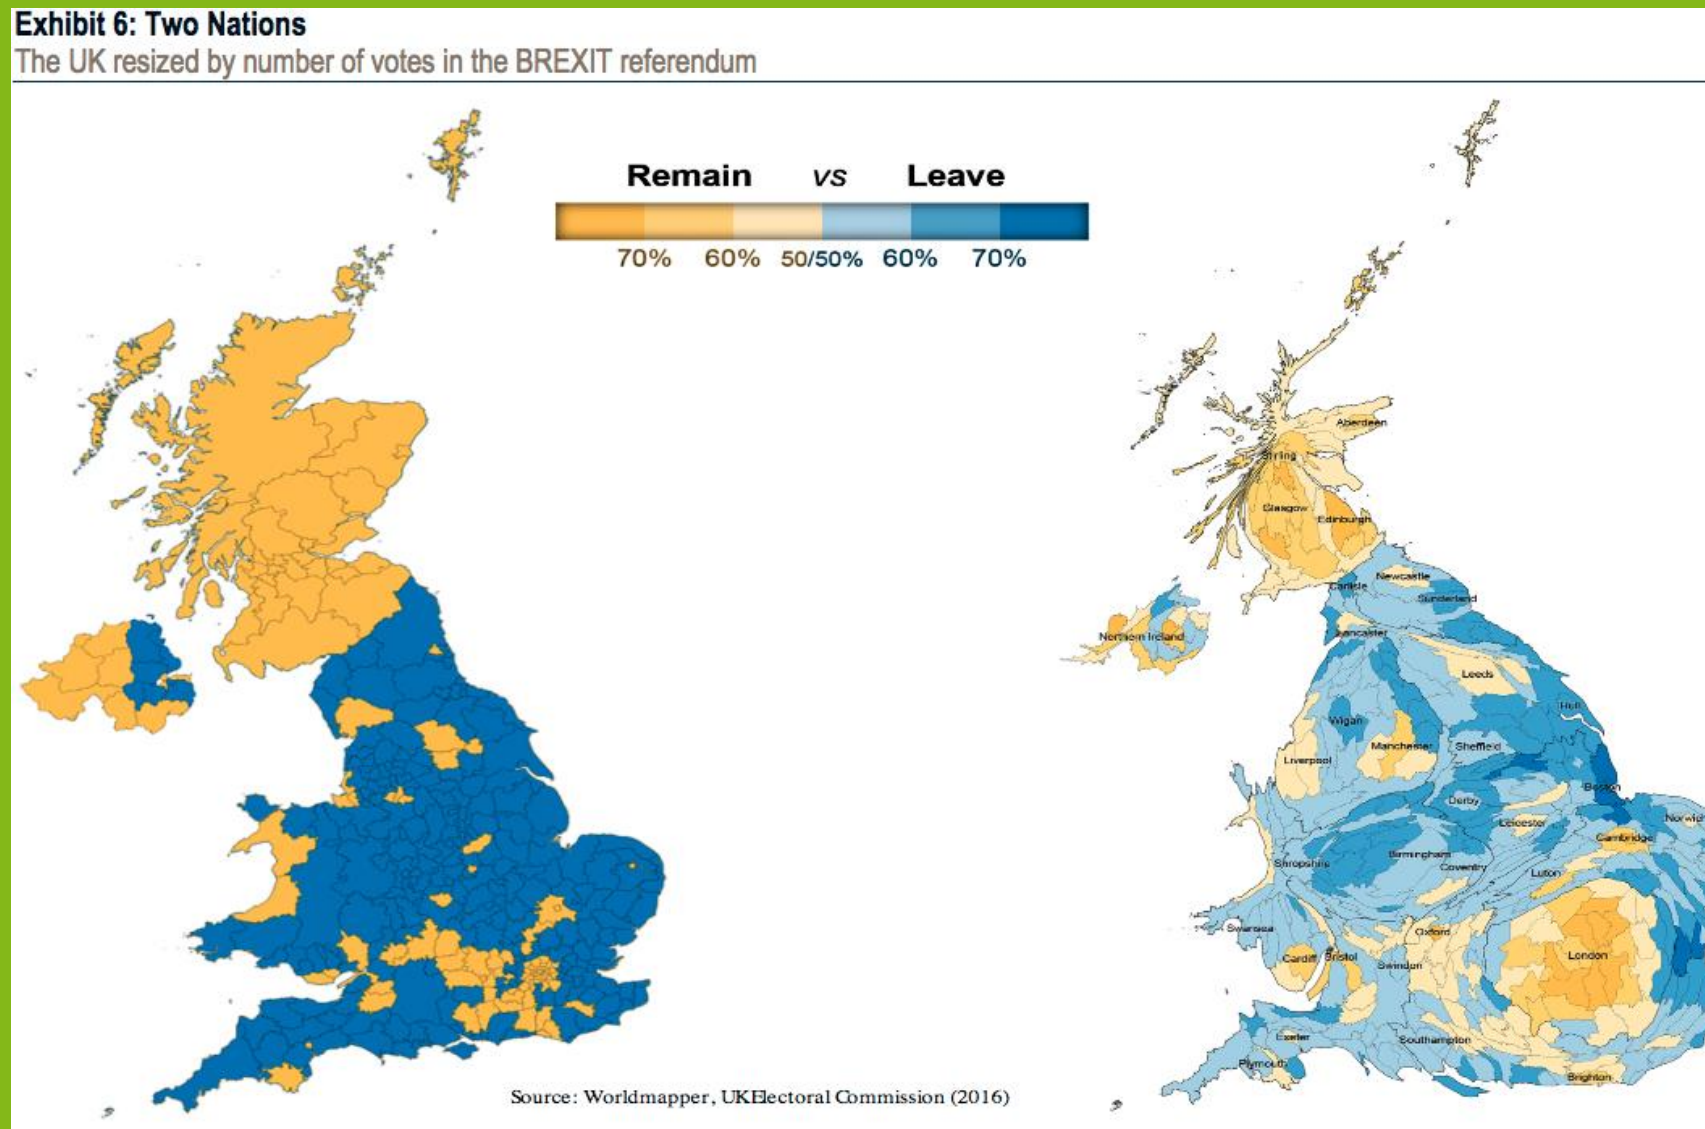 Exhibit 6: Two Nations
The UK resized by number of votes in the BREXIT referendum
Remain vs Leave
70% 60% 50/50% 60% 70%
Aberdeen
Stirling
Glasgow
Edinburgh
Newcastle
Carlisle
Sunderland
Lancaster
Northern Ireland
Leeds
Hull
Wigan
Manchester
Sheffield
Liverpool
Boston
Derby
Leicester
Norwich
Cambridge
Birmingham
Shropshire
Coventry
Luton
Swansea
Oxford
Cardiff
Bristol
London
Swindon
Exeter
Southampton
Plymouth
Brighton
Source: Worldmapper, UKElectoral Commission (2016)